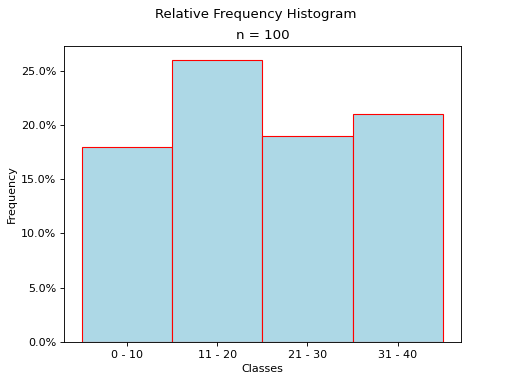 Relative Frequency Histogram
n = 100
25.0%
20.0%
15.0%
10.0%
5.0%
0.0%
Frequency
0 - 10 11 - 20 21 - 30 31 - 40
Classes